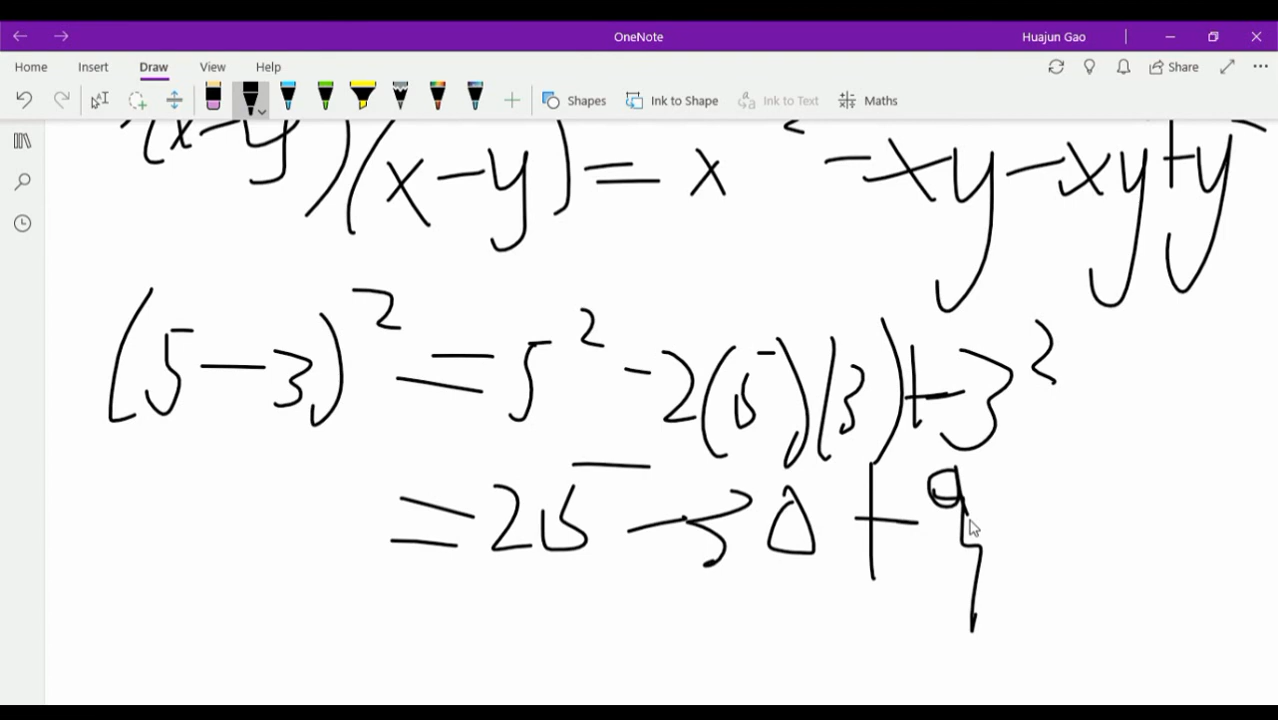 OneNote
Huajun Gao
Home Insert Draw View Help
Share
Shapes Ink to Shape Ink to Text Maths
(x-y)(x-y)=x²-xy-xy+y²
(5-3)²=5²-2(5)(3)+3²
=25-30+9